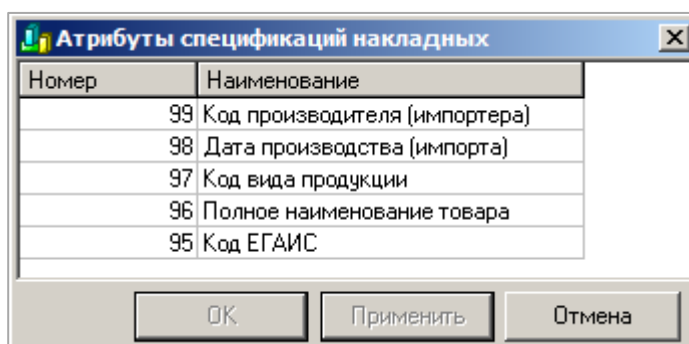 Атрибуты спецификаций накладных
Номер Наименование
99 Код производителя (импортера)
98 Дата производства (импорта)
97 Код вида продукции
96 Полное наименование товара
95 Код ЕГАИС
OK Применить Отмена